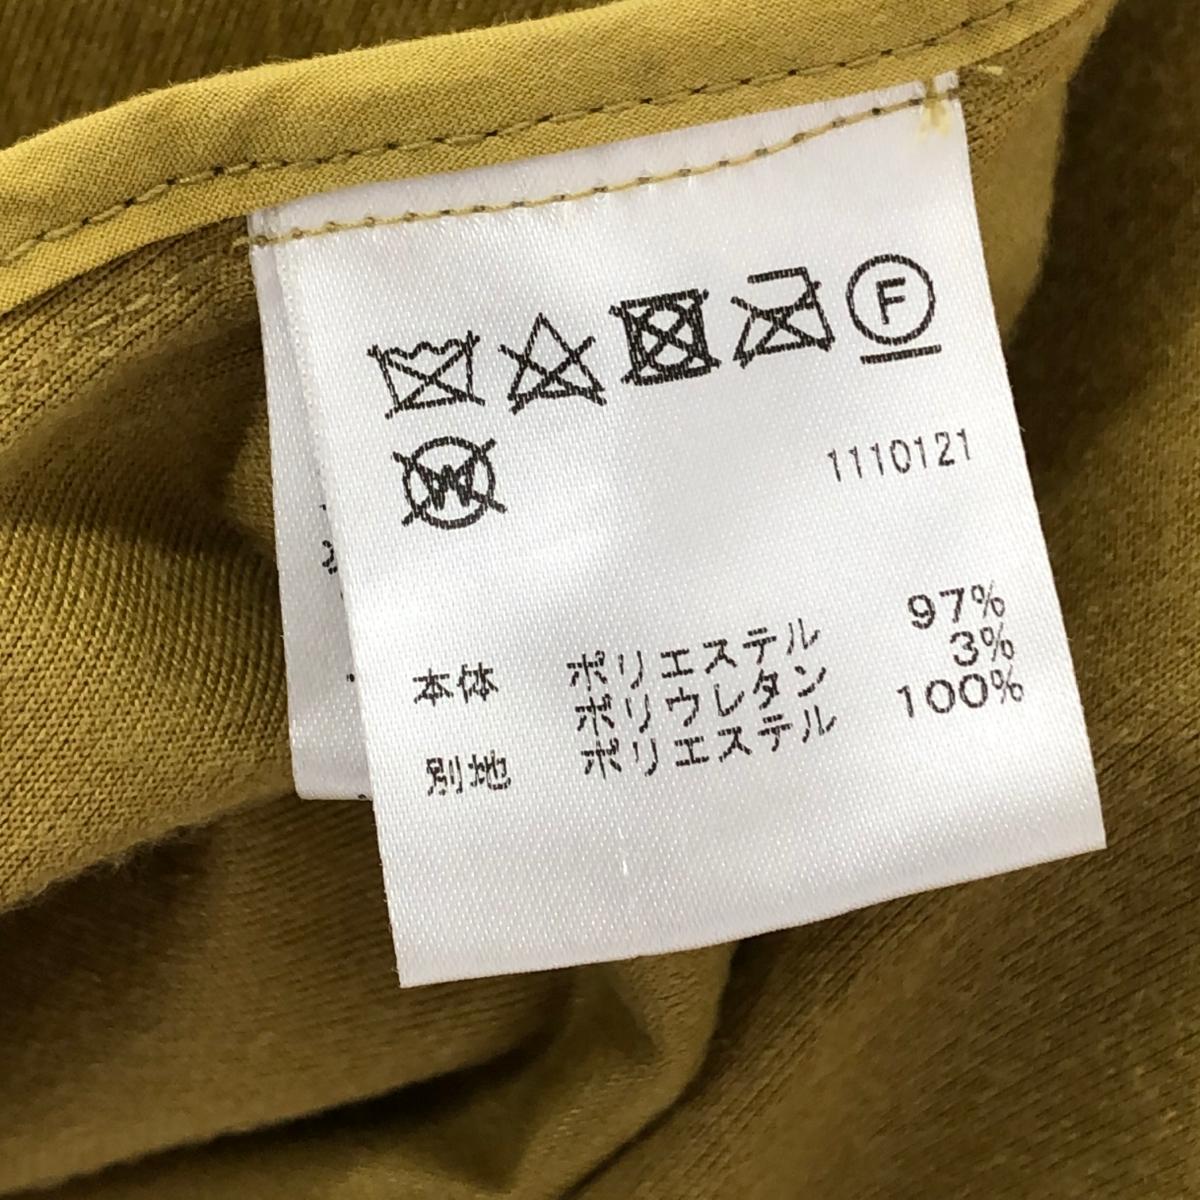 F
W
1110121
本体 ポリエステル 97%
ポリウレタン 3%
別地 ポリエステル 100%